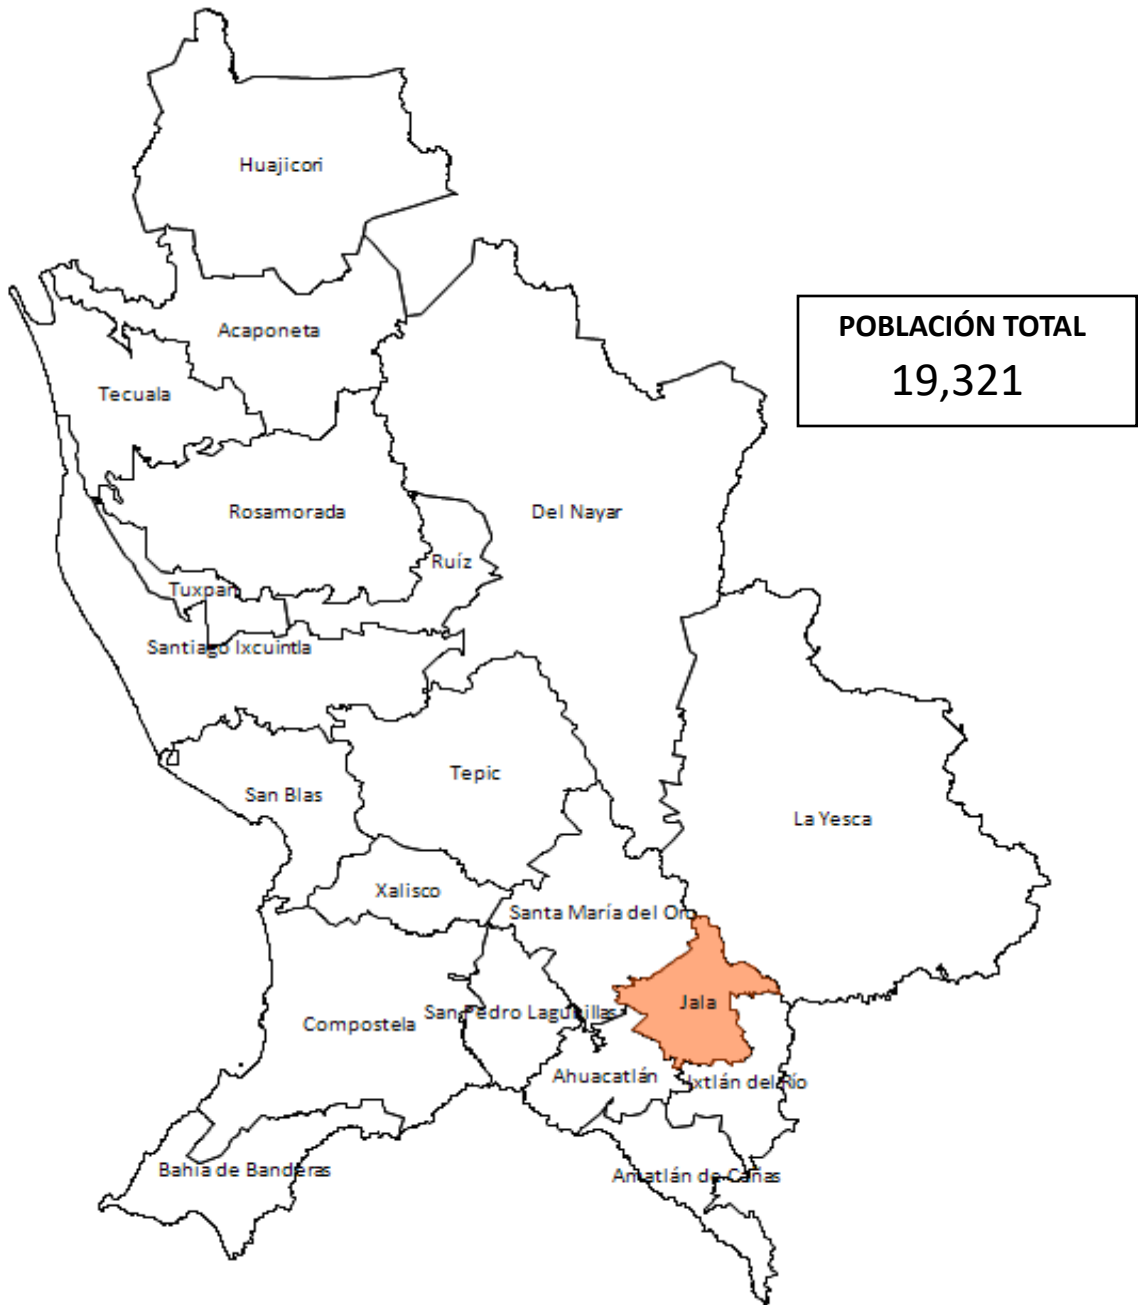 Huajicori
POBLACIÓN TOTAL
19,321
Acaponeta
Tecuala
Rosamorada
Del Nayar
Ruíz
Tuxpan
Santiago Ixcuintla
Tepic
San Blas
La Yesca
Xalisco
Santa María del Oro
Jala
San Pedro Lagunillas
Compostela
Ahuacatlán
Ixtlán del Río
Bahía de Banderas
Amatlán de Cañas